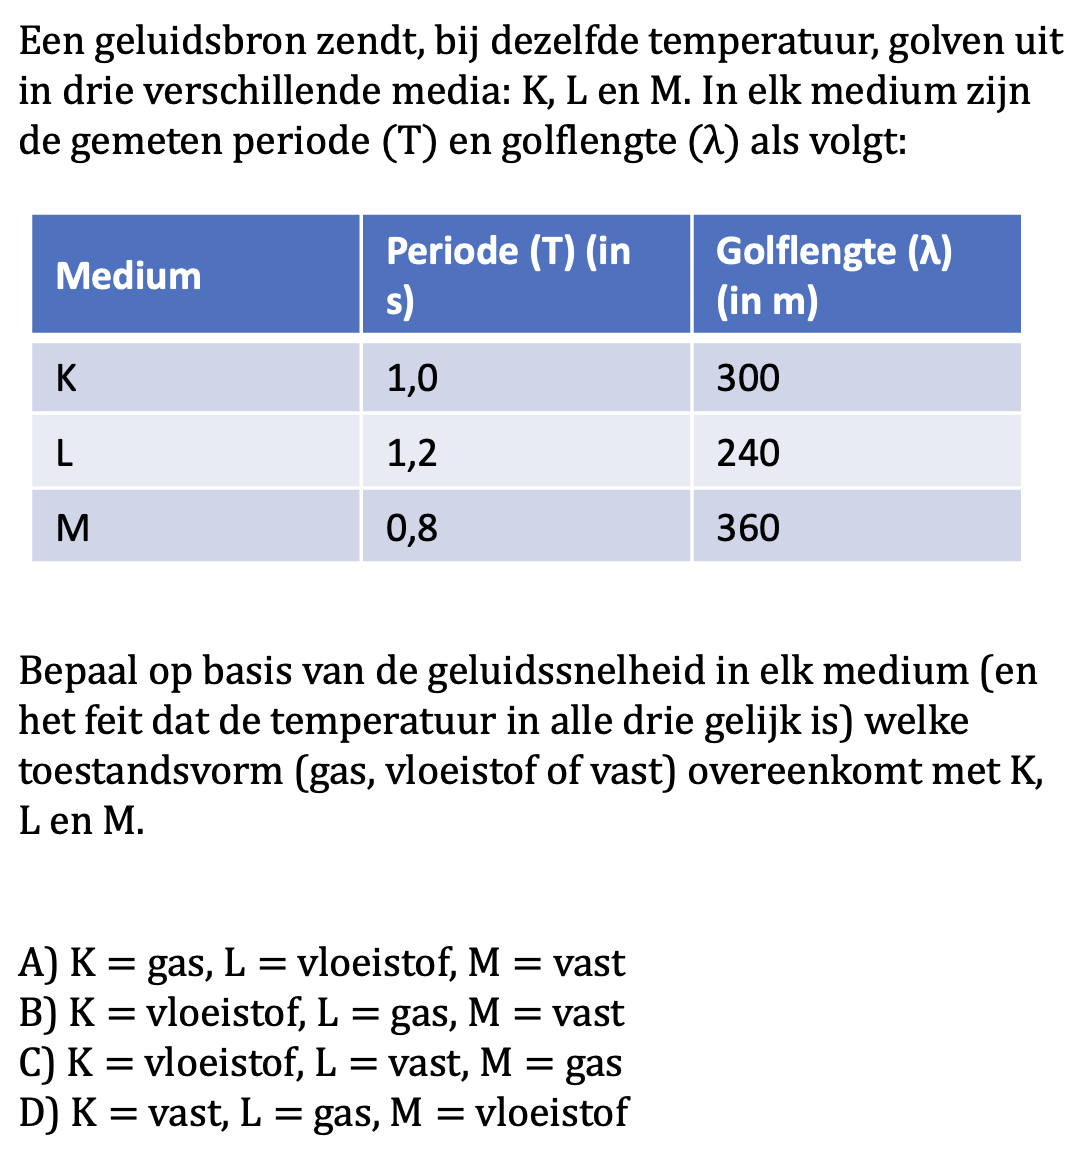 Een geluidsbron zendt, bij dezelfde temperatuur, golven uit
in drie verschillende media: K, L en M. In elk medium zijn
de gemeten periode (T) en golflengte (λ) als volgt:
Medium
Periode (T) (in
s)
Golflengte (λ)
(in m)
K 1,0 300
L 1,2 240
M 0,8 360
Bepaal op basis van de geluidssnelheid in elk medium (en
het feit dat de temperatuur in alle drie gelijk is) welke
toestandsvorm (gas, vloeistof of vast) overeenkomt met K,
L en M.
A) K = gas, L = vloeistof, M = vast
B) K = vloeistof, L = gas, M = vast
C) K = vloeistof, L = vast, M = gas
D) K = vast, L = gas, M = vloeistof